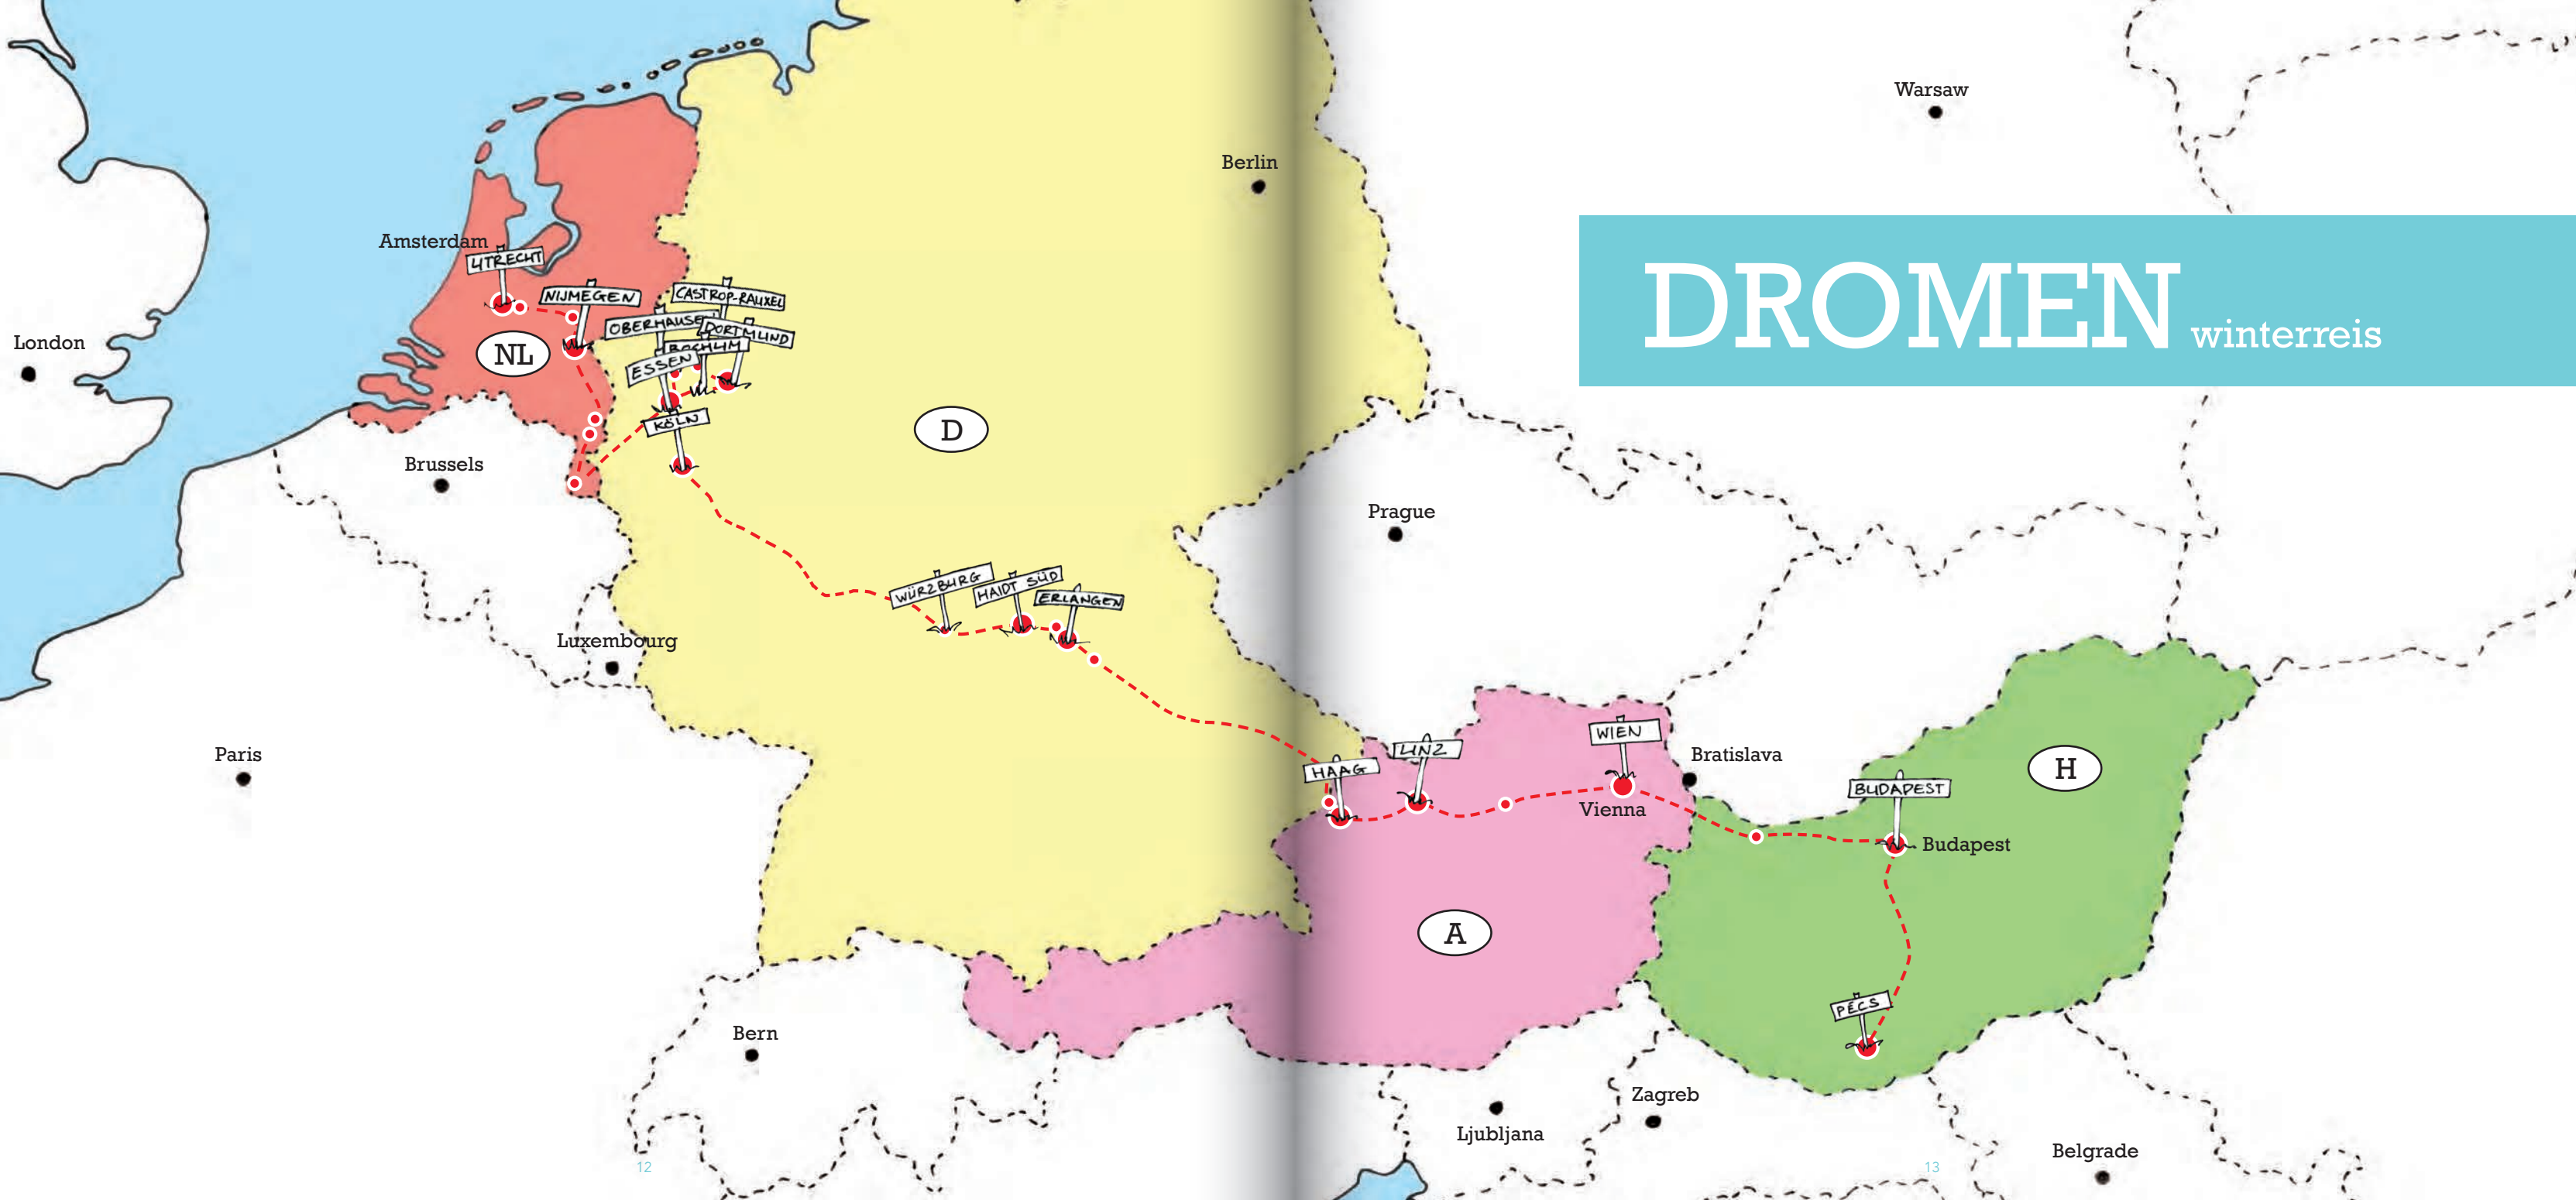 Warsaw
Berlin
DROMEN winterreis
Amsterdam
UTRECHT
NIJMEGEN
CASTROP-RAUXEL
OBERHAUSEN
DORTMUND
BOCHUM
ESSEN
KÖLN
London
NL
D
Brussels
Prague
WÜRZBURG
HAIDT SÜD
ERLANGEN
Luxembourg
Paris
HAAG
LINZ
WIEN
Vienna
Bratislava
H
BUDAPEST
Budapest
A
PÉCS
Bern
Ljubljana
Zagreb
Belgrade
12
13